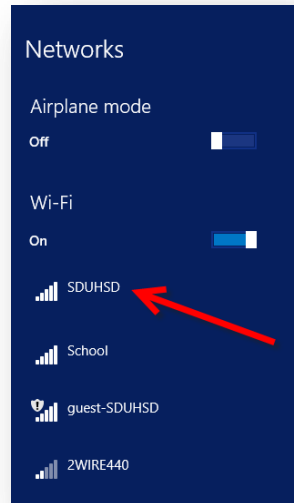 Networks
Airplane mode
Off
Wi-Fi
On
SDUHSD
School
guest-SDUHSD
2WIRE440